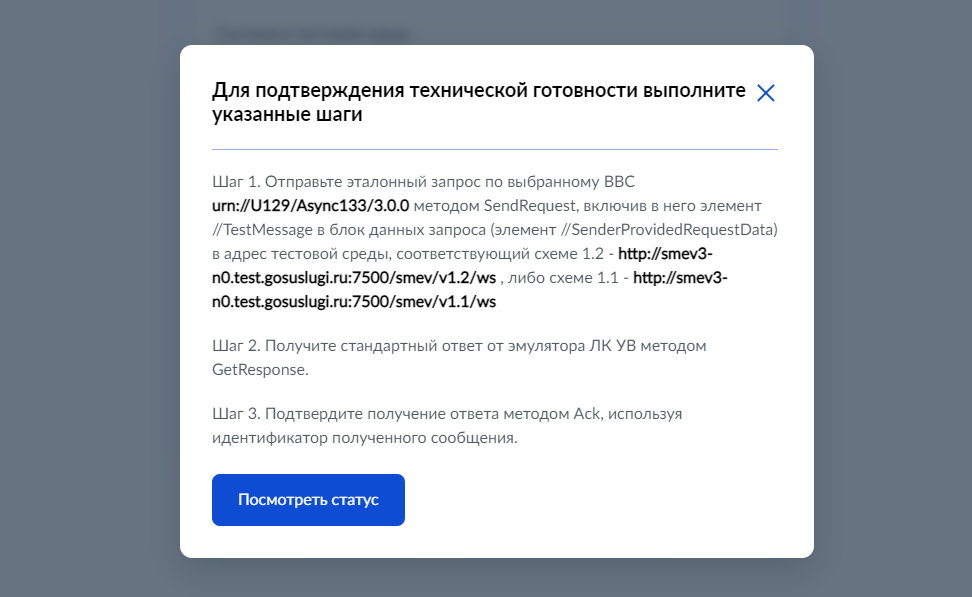 Для подтверждения технической готовности выполните
указанные шаги
Шаг 1. Отправьте эталонный запрос по выбранному ВВС
urn://U129/Async133/3.0.0 методом SendRequest, включив в него элемент
//TestMessage в блок данных запроса (элемент //SenderProvidedRequestData)
в адрес тестовой среды, соответствующий схеме 1.2 - http://smev3-
n0.test.gosuslugi.ru:7500/smev/v1.2/ws , либо схеме 1.1 - http://smev3-
n0.test.gosuslugi.ru:7500/smev/v1.1/ws
Шаг 2. Получите стандартный ответ от эмулятора ЛК УВ методом
GetResponse.
Шаг 3. Подтвердите получение ответа методом Ack, используя
идентификатор полученного сообщения.
Посмотреть статус